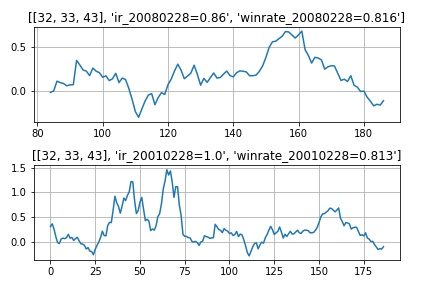 [[32, 33, 43], 'ir_20080228=0.86', 'winrate_20080228=0.816']
0.5
0.0
80 100 120 140 160 180
[[32, 33, 43], 'ir_20010228=1.0', 'winrate_20010228=0.813']
1.5
1.0
0.5
0.0
0 25 50 75 100 125 150 175